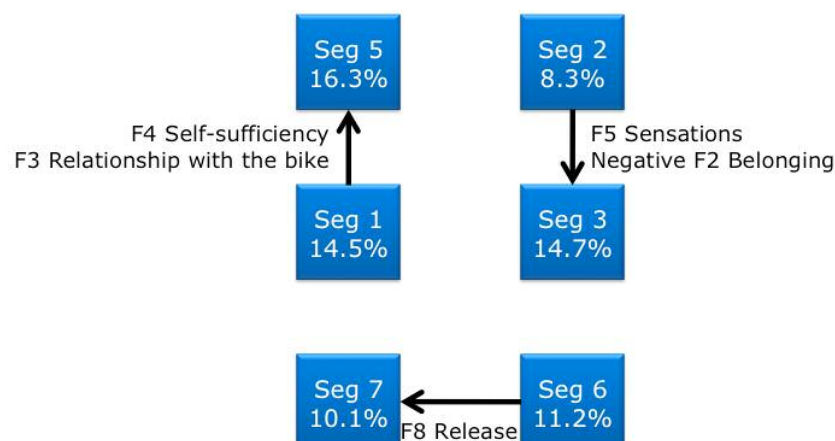 Seg 5
16.3%
Seg 2
8.3%
F4 Self-sufficiency
F3 Relationship with the bike
F5 Sensations
Negative F2 Belonging
Seg 1
14.5%
Seg 3
14.7%
Seg 7
10.1%
Seg 6
11.2%
F8 Release